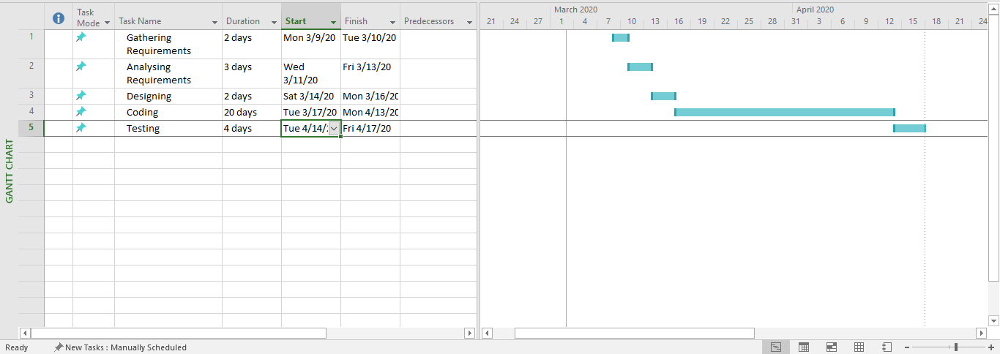 Task Mode Task Name Duration Start Finish Predecessors
March 2020 April 2020
21 24 27 1 4 7 10 13 16 19 22 25 28 31 3 6 9 12 15 18 21 24
1 Gathering Requirements 2 days Mon 3/9/20 Tue 3/10/20
2 Analysing Requirements 3 days Wed 3/11/20 Fri 3/13/20
3 Designing 2 days Sat 3/14/20 Mon 3/16/20
4 Coding 20 days Tue 3/17/20 Mon 4/13/20
5 Testing 4 days Tue 4/14/ Fri 4/17/20
GANTT CHART
Ready New Tasks : Manually Scheduled